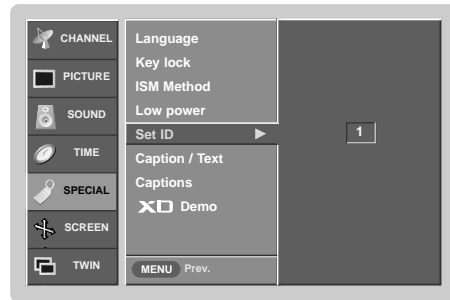 CHANNEL
PICTURE
SOUND
TIME
SPECIAL
SCREEN
TWIN
Language
Key lock
ISM Method
Low power
Set ID
Caption / Text
Captions
XD Demo
MENU Prev.
1